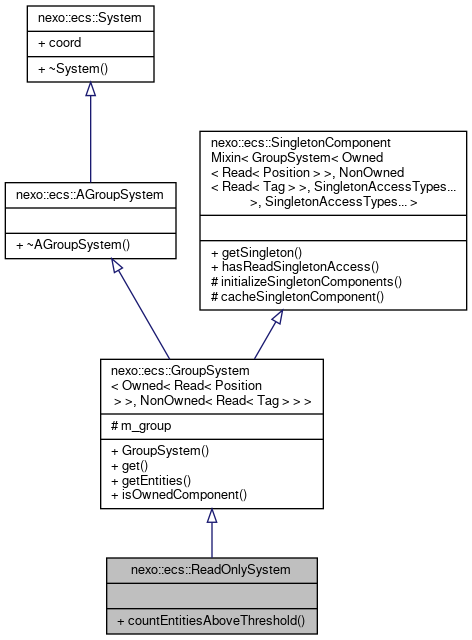 nexo::ecs::System
+ coord
+ ~System()
nexo::ecs::SingletonComponent
Mixin< GroupSystem< Owned
< Read< Position > >, NonOwned
< Read< Tag > >, SingletonAccessTypes...
>, SingletonAccessTypes... >
+ getSingleton()
+ hasReadSingletonAccess()
# initializeSingletonComponents()
# cacheSingletonComponent()
nexo::ecs::AGroupSystem
+ ~AGroupSystem()
nexo::ecs::GroupSystem
< Owned< Read< Position
> >, NonOwned< Read< Tag > > >
# m_group
+ GroupSystem()
+ get()
+ getEntities()
+ isOwnedComponent()
nexo::ecs::ReadOnlySystem
+ countEntitiesAboveThreshold()